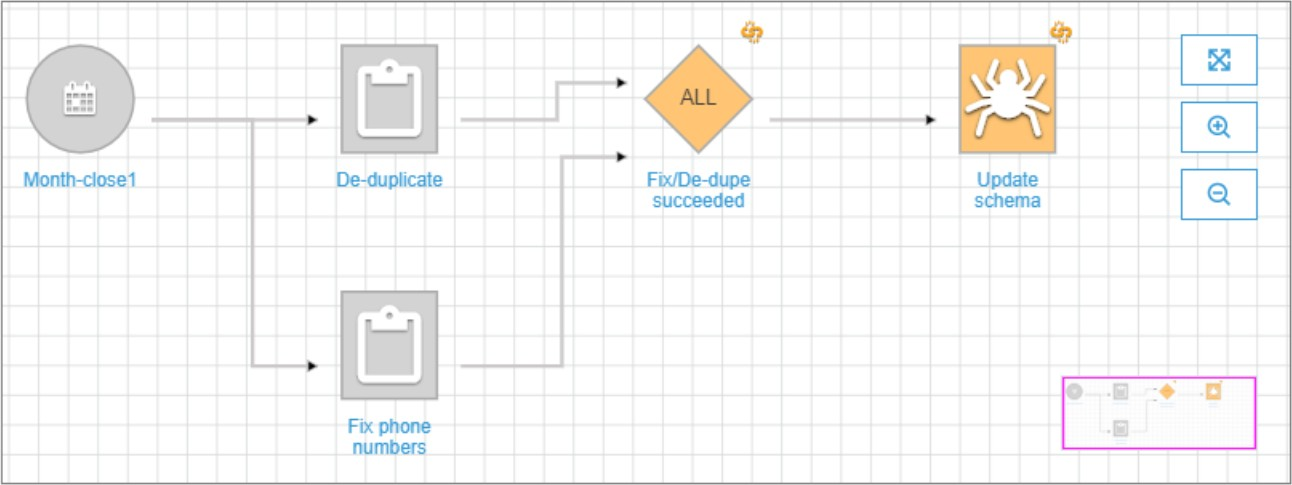 ALL
Month-close1
De-duplicate
Fix/De-dupe
succeeded
Update
schema
Fix phone
numbers